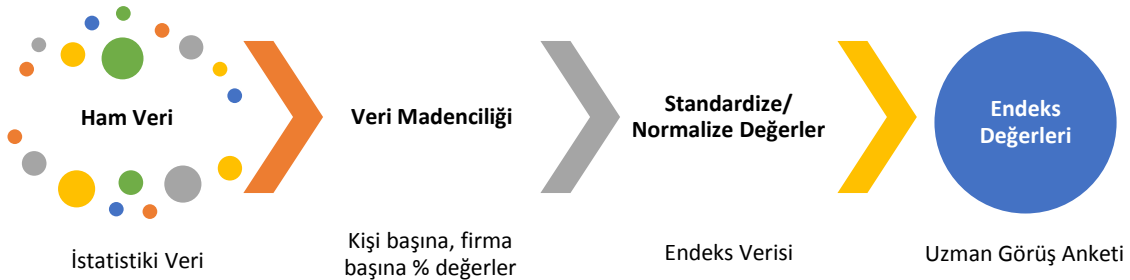 Ham Veri
Veri Madenciliği
Standardize/
Normalize Değerler
Endeks
Değerleri
İstatistiki Veri
Kişi başına, firma
başına % değerler
Endeks Verisi
Uzman Görüş Anketi